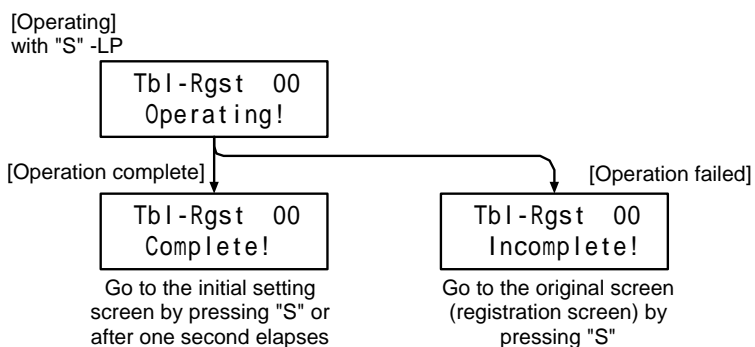 [Operating]
with "S" -LP
Tbl-Rgst 00
Operating!
[Operation complete]
[Operation failed]
Tbl-Rgst 00
Complete!
Tbl-Rgst 00
Incomplete!
Go to the initial setting
screen by pressing "S" or
after one second elapses
Go to the original screen
(registration screen) by
pressing "S"